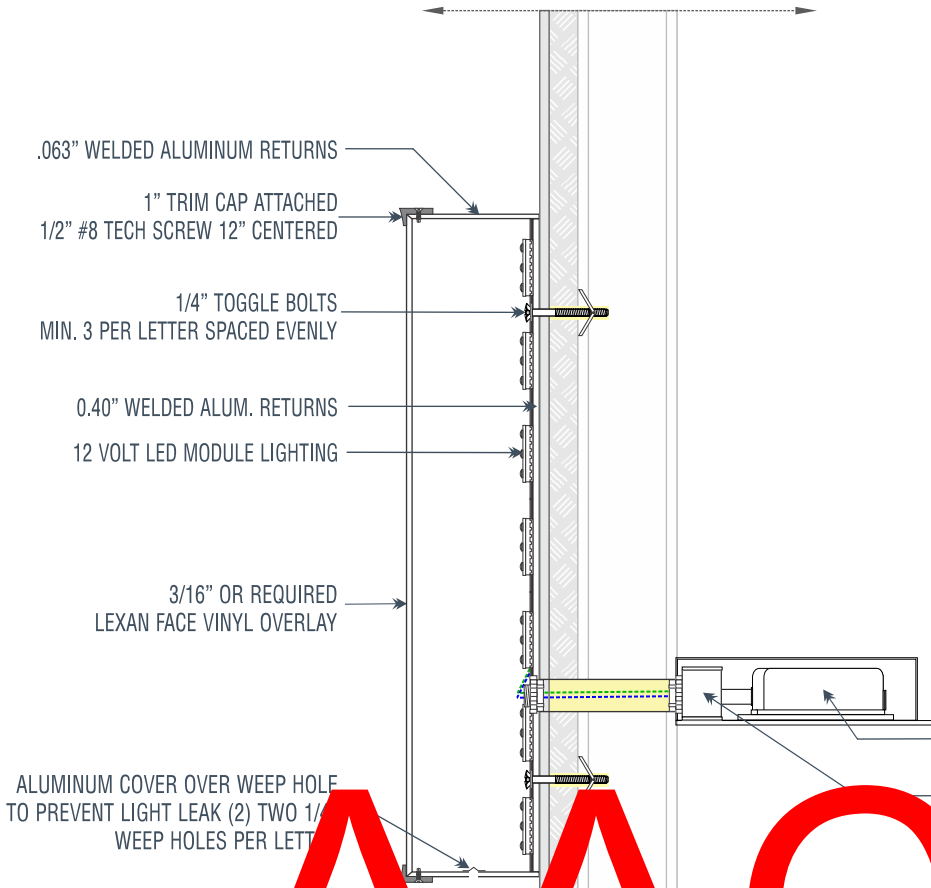 .063” WELDED ALUMINUM RETURNS
1” TRIM CAP ATTACHED
1/2” #8 TECH SCREW 12” CENTERED
1/4” TOGGLE BOLTS
MIN. 3 PER LETTER SPACED EVENLY
0.40” WELDED ALUM. RETURNS
12 VOLT LED MODULE LIGHTING
3/16” OR REQUIRED
LEXAN FACE VINYL OVERLAY
ALUMINUM COVER OVER WEEP HOLE
TO PREVENT LIGHT LEAK (2) TWO
WEEP HOLES PER